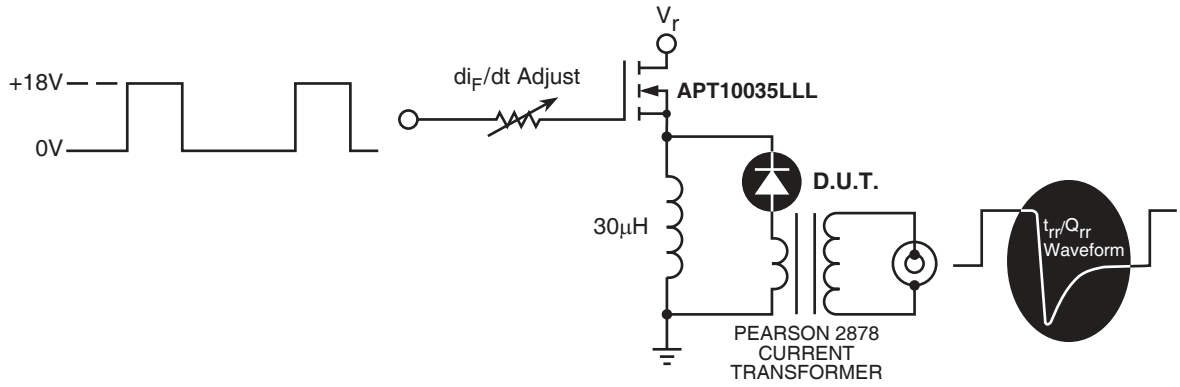 V_r
+18V
0V
di_F/dt Adjust
APT10035LLL
D.U.T.
30μH
t_rr/Q_rr
Waveform
PEARSON 2878
CURRENT
TRANSFORMER